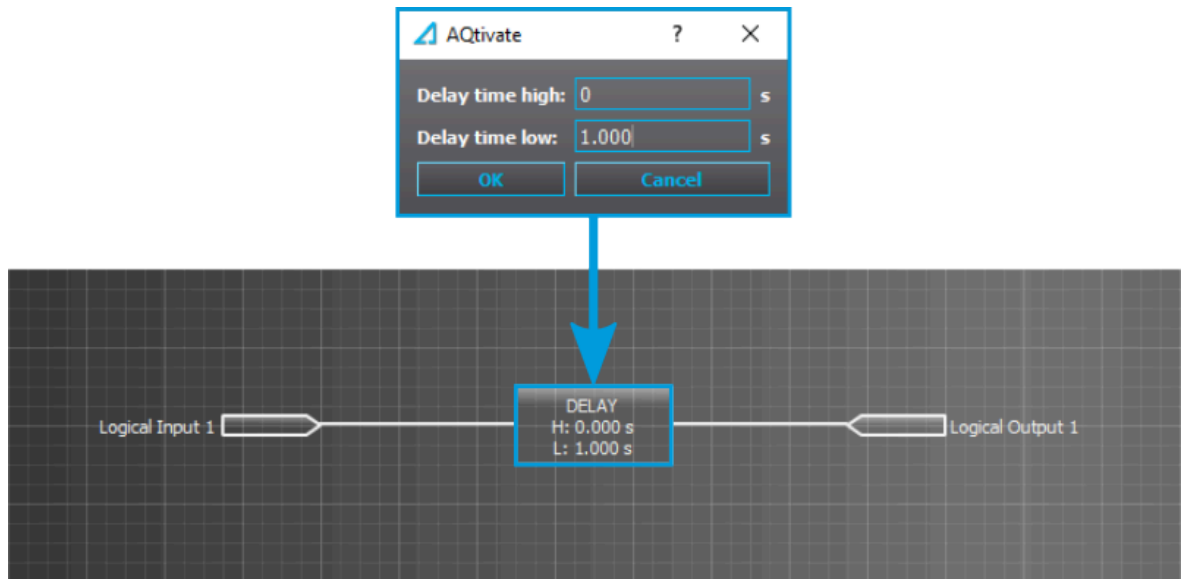 AQtivate ?
Delay time high: 0 s
Delay time low: 1.000 s
OK Cancel
DELAY
H: 0.000 s
L: 1.000 s
Logical Input 1
Logical Output 1